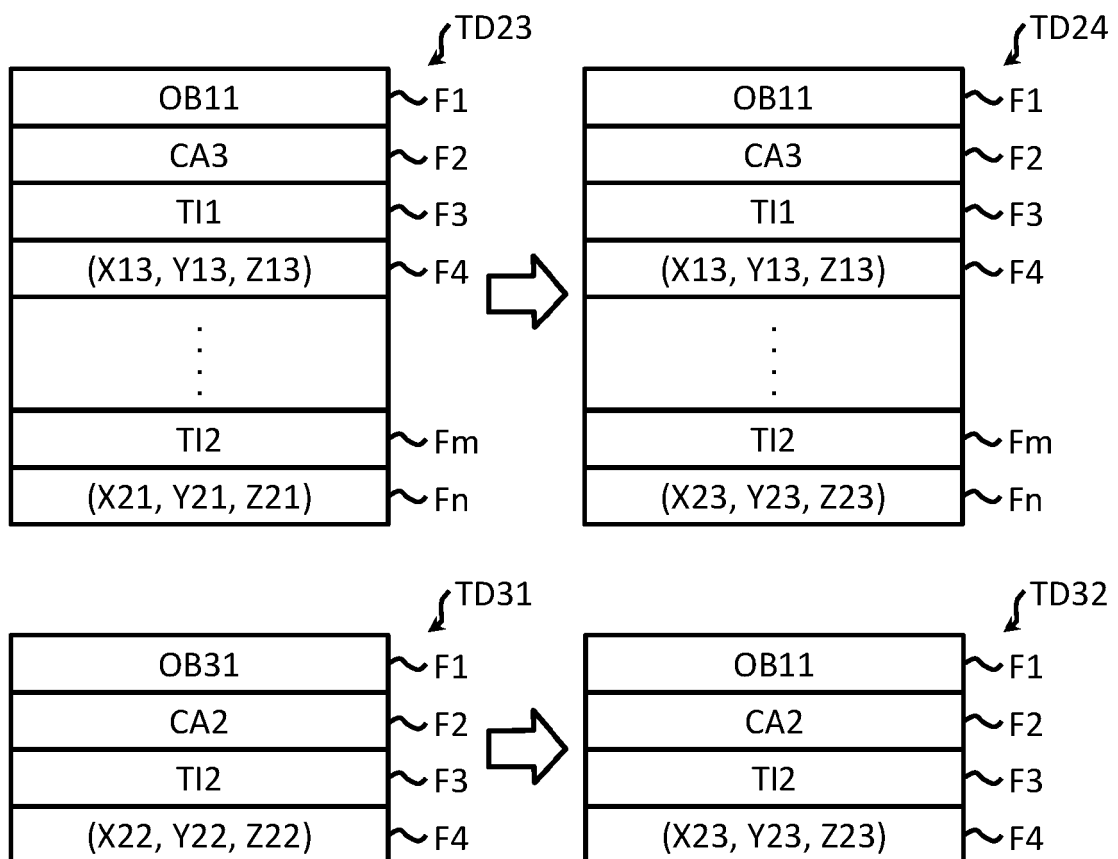 TD23
OB11 F1
CA3 F2
TI1 F3
(X13, Y13, Z13) F4
TI2 Fm
(X21, Y21, Z21) Fn
TD24
OB11 F1
CA3 F2
TI1 F3
(X13, Y13, Z13) F4
TI2 Fm
(X23, Y23, Z23) Fn
TD31
OB31 F1
CA2 F2
TI2 F3
(X22, Y22, Z22) F4
TD32
OB11 F1
CA2 F2
TI2 F3
(X23, Y23, Z23) F4